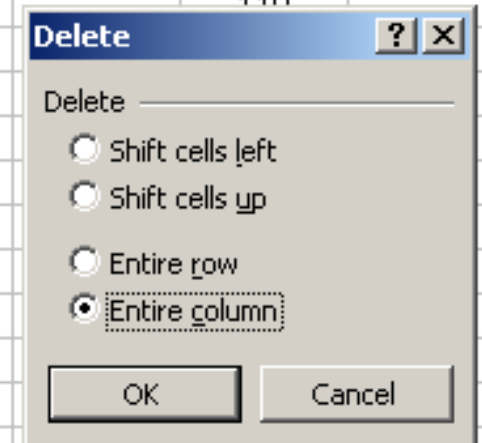 Delete
Delete
Shift cells left
Shift cells up
Entire row
Entire column
OK
Cancel